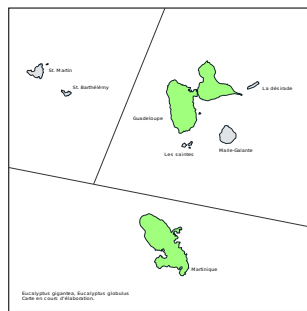 St. Martin
St. Barthélémy
La désirade
Guadeloupe
Les saintes
Marie-Galante
Martinique
Eucalyptus gigantea, Eucalyptus globulus
Carte en cours d'élaboration.